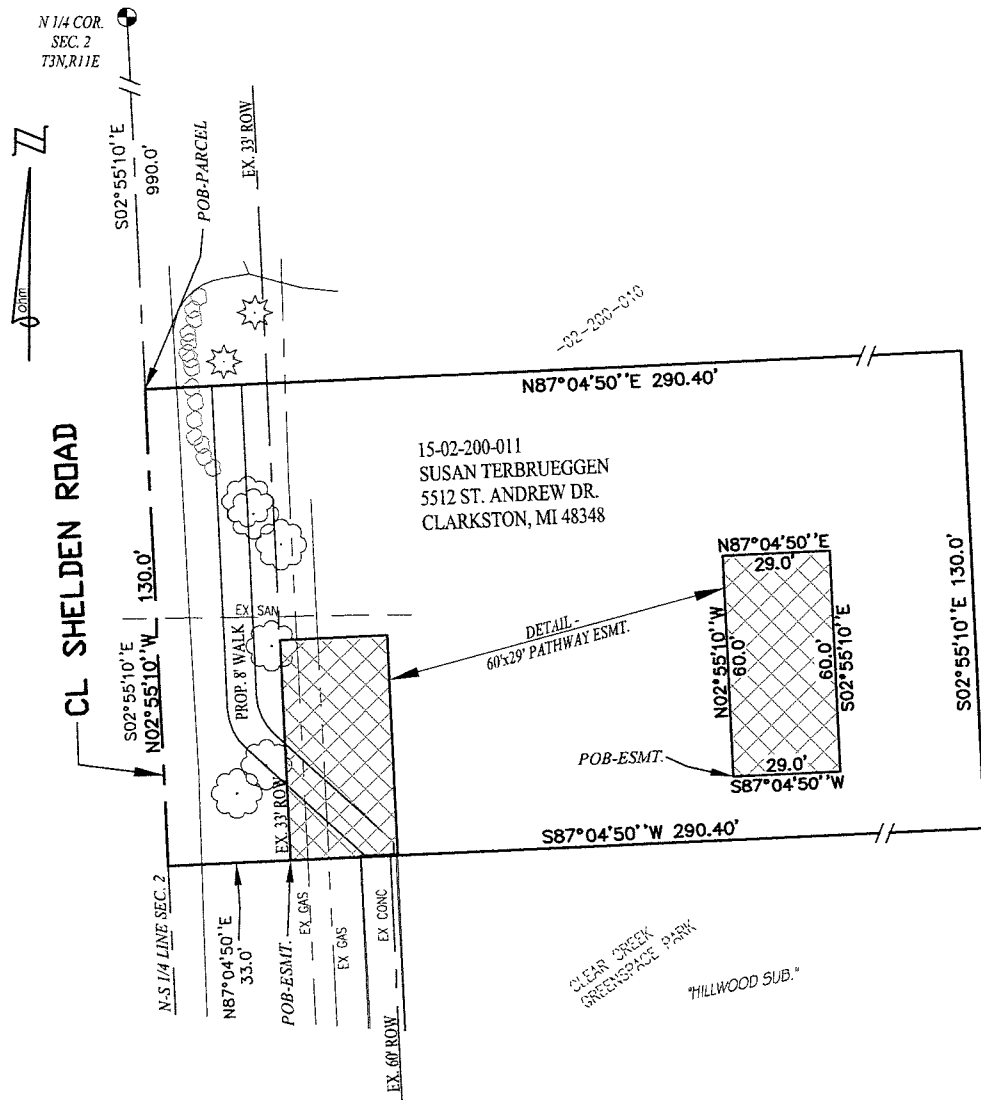 N 1/4 COR.
SEC. 2
T3N,R11E
S02°55'10''E
990.0'
POB-PARCEL
EX. 33' ROW
Z
ohm
-02-200-010
N87°04'50''E 290.40'
CL SHELDEN ROAD
15-02-200-011
SUSAN TERBRUEGGEN
5512 ST. ANDREW DR.
CLARKSTON, MI 48348
S02°55'10''E
N02°55'10''W 130.0'
EX SAN
PROP. 8' WALK
DETAIL -
60'x29' PATHWAY ESMT.
N87°04'50''E
29.0'
N02°55'10''W
60.0'
60.0'
S02°55'10''E
29.0'
S87°04'50''W
POB-ESMT.
S02°55'10''E 130.0'
EX. 33' ROW
S87°04'50''W 290.40'
N-S 1/4 LINE SEC. 2
N87°04'50''E
33.0'
POB-ESMT.
EX GAS
EX GAS
EX CONC
EX. 60' ROW
CLEAR CREEK
GREENSPACE PARK
"HILLWOOD SUB."